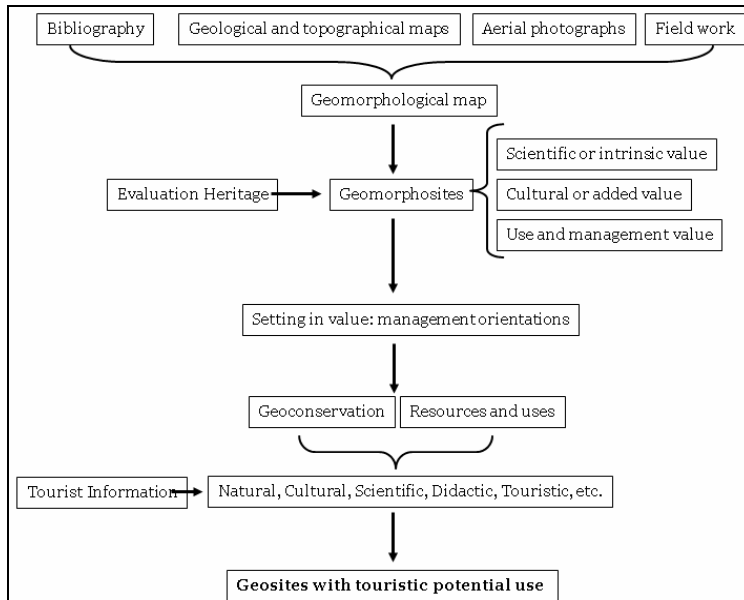 Bibliography
Geological and topographical maps
Aerial photographs
Field work
Geomorphological map
Scientific or intrinsic value
Evaluation Heritage
Geomorphosites
Cultural or added value
Use and management value
Setting in value: management orientations
Geoconservation
Resources and uses
Tourist Information
Natural, Cultural, Scientific, Didactic, Touristic, etc.
Geosites with touristic potential use